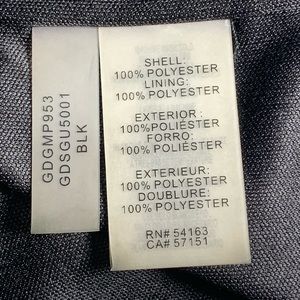 GDGMP953
GDSGU5001
BLK
SHELL:
100% POLYESTER
LINING:
100% POLYESTER
EXTERIOR :
100% POLIÉSTER
FORRO:
100% POLIÉSTER
EXTERIEUR:
100% POLYESTER
DOUBLURE:
100% POLYESTER
RN# 54163
CA# 57151